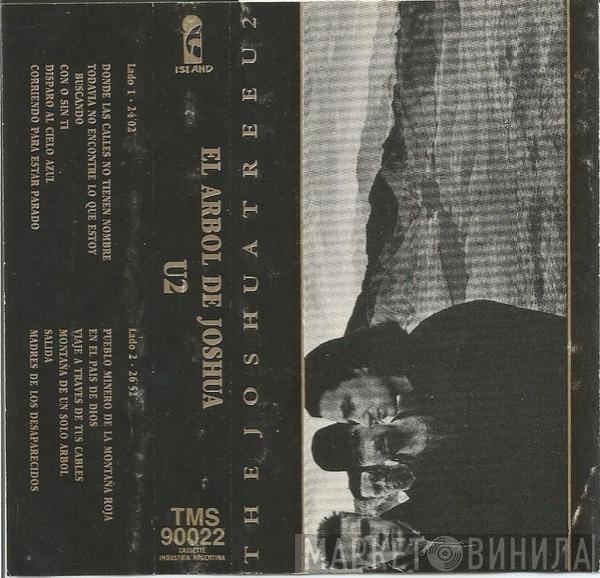 ISLAND
Lado 1 · 24'02"
DONDE LAS CALLES NO TIENEN NOMBRE
TODAVIA NO ENCONTRE LO QUE ESTOY
BUSCANDO
CON O SIN TI
DISPARO AL CIELO AZUL
CORRIENDO PARA ESTAR PARADO
Lado 2 · 26'52"
PUEBLO MINERO DE LA MONTAÑA ROJA
EN EL PAIS DE DIOS
VIAJE A TRAVES DE TUS CABLES
MONTAÑA DE UN SOLO ARBOL
SALIDA
MADRES DE LOS DESAPARECIDOS
EL ARBOL DE JOSHUA
U2
TMS
90022
CASSETTE
INDUSTRIA ARGENTINA
THE JOSHUA TREE U2
МАРКЕТ ВИНИЛА